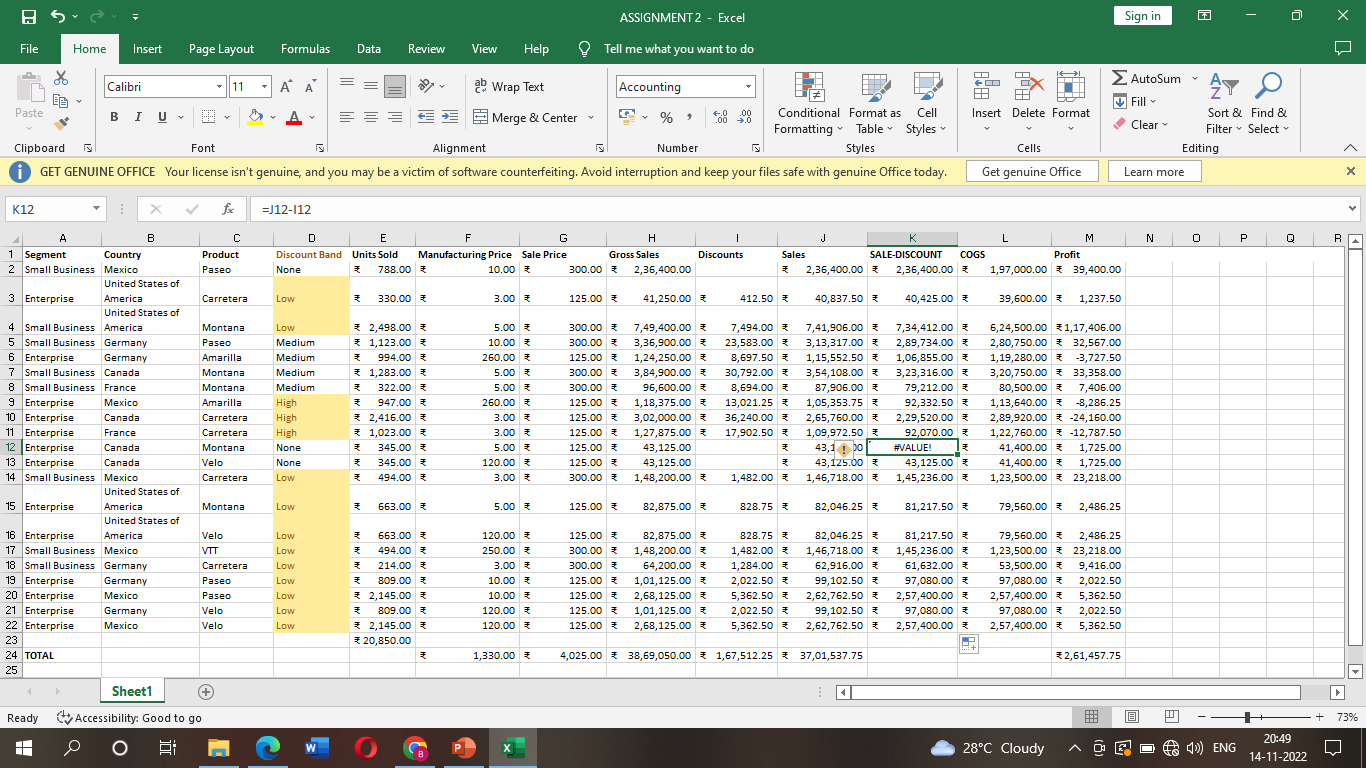 ASSIGNMENT 2 - Excel
Sign in
File Home Insert Page Layout Formulas Data Review View Help Tell me what you want to do
Paste
Clipboard
Calibri 11 A A
B I U A
Font
ab Wrap Text
Merge & Center
Alignment
Accounting
% , .00 .00
Number
Conditional Formatting Format as Table Cell Styles
Styles
Insert Delete Format
Cells
AutoSum
Fill
Clear
Sort & Filter Find & Select
Editing
GET GENUINE OFFICE Your license isn't genuine, and you may be a victim of software counterfeiting. Avoid interruption and keep your files safe with genuine Office today. Get genuine Office Learn more
K12 fx =J12-I12
A B C D E F G H I J K L M N O P Q R
1 Segment Country Product Discount Band Units Sold Manufacturing Price Sale Price Gross Sales Discounts Sales SALE-DISCOUNT COGS Profit
2 Small Business Mexico Paseo None ₹ 788.00 ₹ 10.00 ₹ 300.00 ₹ 2,36,400.00 ₹ 2,36,400.00 ₹ 2,36,400.00 ₹ 1,97,000.00 ₹ 39,400.00
3 Enterprise United States of America Carretera Low ₹ 330.00 ₹ 3.00 ₹ 125.00 ₹ 41,250.00 ₹ 412.50 ₹ 40,837.50 ₹ 40,425.00 ₹ 39,600.00 ₹ 1,237.50
4 Small Business United States of America Montana Low ₹ 2,498.00 ₹ 5.00 ₹ 300.00 ₹ 7,49,400.00 ₹ 7,494.00 ₹ 7,41,906.00 ₹ 7,34,412.00 ₹ 6,24,500.00 ₹ 1,17,406.00
5 Small Business Germany Paseo Medium ₹ 1,123.00 ₹ 10.00 ₹ 300.00 ₹ 3,36,900.00 ₹ 23,583.00 ₹ 3,13,317.00 ₹ 2,89,734.00 ₹ 2,80,750.00 ₹ 32,567.00
6 Enterprise Germany Amarilla Medium ₹ 994.00 ₹ 260.00 ₹ 125.00 ₹ 1,24,250.00 ₹ 8,697.50 ₹ 1,15,552.50 ₹ 1,06,855.00 ₹ 1,19,280.00 ₹ -3,727.50
7 Small Business Canada Montana Medium ₹ 1,283.00 ₹ 5.00 ₹ 300.00 ₹ 3,84,900.00 ₹ 30,792.00 ₹ 3,54,108.00 ₹ 3,23,316.00 ₹ 3,20,750.00 ₹ 33,358.00
8 Small Business France Montana Medium ₹ 322.00 ₹ 5.00 ₹ 300.00 ₹ 96,600.00 ₹ 8,694.00 ₹ 87,906.00 ₹ 79,212.00 ₹ 80,500.00 ₹ 7,406.00
9 Enterprise Mexico Amarilla High ₹ 947.00 ₹ 260.00 ₹ 125.00 ₹ 1,18,375.00 ₹ 13,021.25 ₹ 1,05,353.75 ₹ 92,332.50 ₹ 1,13,640.00 ₹ -8,286.25
10 Enterprise Canada Carretera High ₹ 2,416.00 ₹ 3.00 ₹ 125.00 ₹ 3,02,000.00 ₹ 36,240.00 ₹ 2,65,760.00 ₹ 2,29,520.00 ₹ 2,89,920.00 ₹ -24,160.00
11 Enterprise France Carretera High ₹ 1,023.00 ₹ 3.00 ₹ 125.00 ₹ 1,27,875.00 ₹ 17,902.50 ₹ 1,09,972.50 ₹ 92,070.00 ₹ 1,22,760.00 ₹ -12,787.50
12 Enterprise Canada Montana None ₹ 345.00 ₹ 5.00 ₹ 125.00 ₹ 43,125.00 ₹ #VALUE! ₹ 41,400.00 ₹ 1,725.00
13 Enterprise Canada Velo None ₹ 345.00 ₹ 120.00 ₹ 125.00 ₹ 43,125.00 ₹ 43,125.00 ₹ 43,125.00 ₹ 41,400.00 ₹ 1,725.00
14 Small Business Mexico Carretera Low ₹ 494.00 ₹ 3.00 ₹ 300.00 ₹ 1,48,200.00 ₹ 1,482.00 ₹ 1,46,718.00 ₹ 1,45,236.00 ₹ 1,23,500.00 ₹ 23,218.00
15 Enterprise United States of America Montana Low ₹ 663.00 ₹ 5.00 ₹ 125.00 ₹ 82,875.00 ₹ 828.75 ₹ 82,046.25 ₹ 81,217.50 ₹ 79,560.00 ₹ 2,486.25
16 Enterprise United States of America Velo Low ₹ 663.00 ₹ 120.00 ₹ 125.00 ₹ 82,875.00 ₹ 828.75 ₹ 82,046.25 ₹ 81,217.50 ₹ 79,560.00 ₹ 2,486.25
17 Small Business Mexico VTT Low ₹ 494.00 ₹ 250.00 ₹ 300.00 ₹ 1,48,200.00 ₹ 1,482.00 ₹ 1,46,718.00 ₹ 1,45,236.00 ₹ 1,23,500.00 ₹ 23,218.00
18 Small Business Germany Carretera Low ₹ 214.00 ₹ 3.00 ₹ 300.00 ₹ 64,200.00 ₹ 1,284.00 ₹ 62,916.00 ₹ 61,632.00 ₹ 53,500.00 ₹ 9,416.00
19 Enterprise Germany Paseo Low ₹ 809.00 ₹ 10.00 ₹ 125.00 ₹ 1,01,125.00 ₹ 2,022.50 ₹ 99,102.50 ₹ 97,080.00 ₹ 97,080.00 ₹ 2,022.50
20 Enterprise Mexico Paseo Low ₹ 2,145.00 ₹ 10.00 ₹ 125.00 ₹ 2,68,125.00 ₹ 5,362.50 ₹ 2,62,762.50 ₹ 2,57,400.00 ₹ 2,57,400.00 ₹ 5,362.50
21 Enterprise Germany Velo Low ₹ 809.00 ₹ 120.00 ₹ 125.00 ₹ 1,01,125.00 ₹ 2,022.50 ₹ 99,102.50 ₹ 97,080.00 ₹ 97,080.00 ₹ 2,022.50
22 Enterprise Mexico Velo Low ₹ 2,145.00 ₹ 120.00 ₹ 125.00 ₹ 2,68,125.00 ₹ 5,362.50 ₹ 2,62,762.50 ₹ 2,57,400.00 ₹ 2,57,400.00 ₹ 5,362.50
23 ₹ 20,850.00
24 TOTAL ₹ 1,330.00 ₹ 4,025.00 ₹ 38,69,050.00 ₹ 1,67,512.25 ₹ 37,01,537.75 ₹ 2,61,457.75
25
Sheet1
Ready Accessibility: Good to go 73%
28°C Cloudy ENG 20:49
14-11-2022